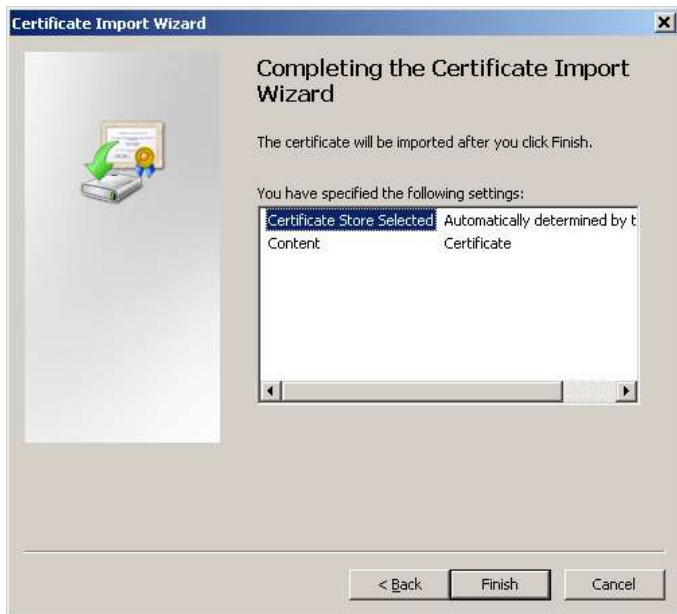 Certificate Import Wizard
Completing the Certificate Import
Wizard
The certificate will be imported after you click Finish.
You have specified the following settings:
Certificate Store Selected Automatically determined by t
Content Certificate
< Back Finish Cancel